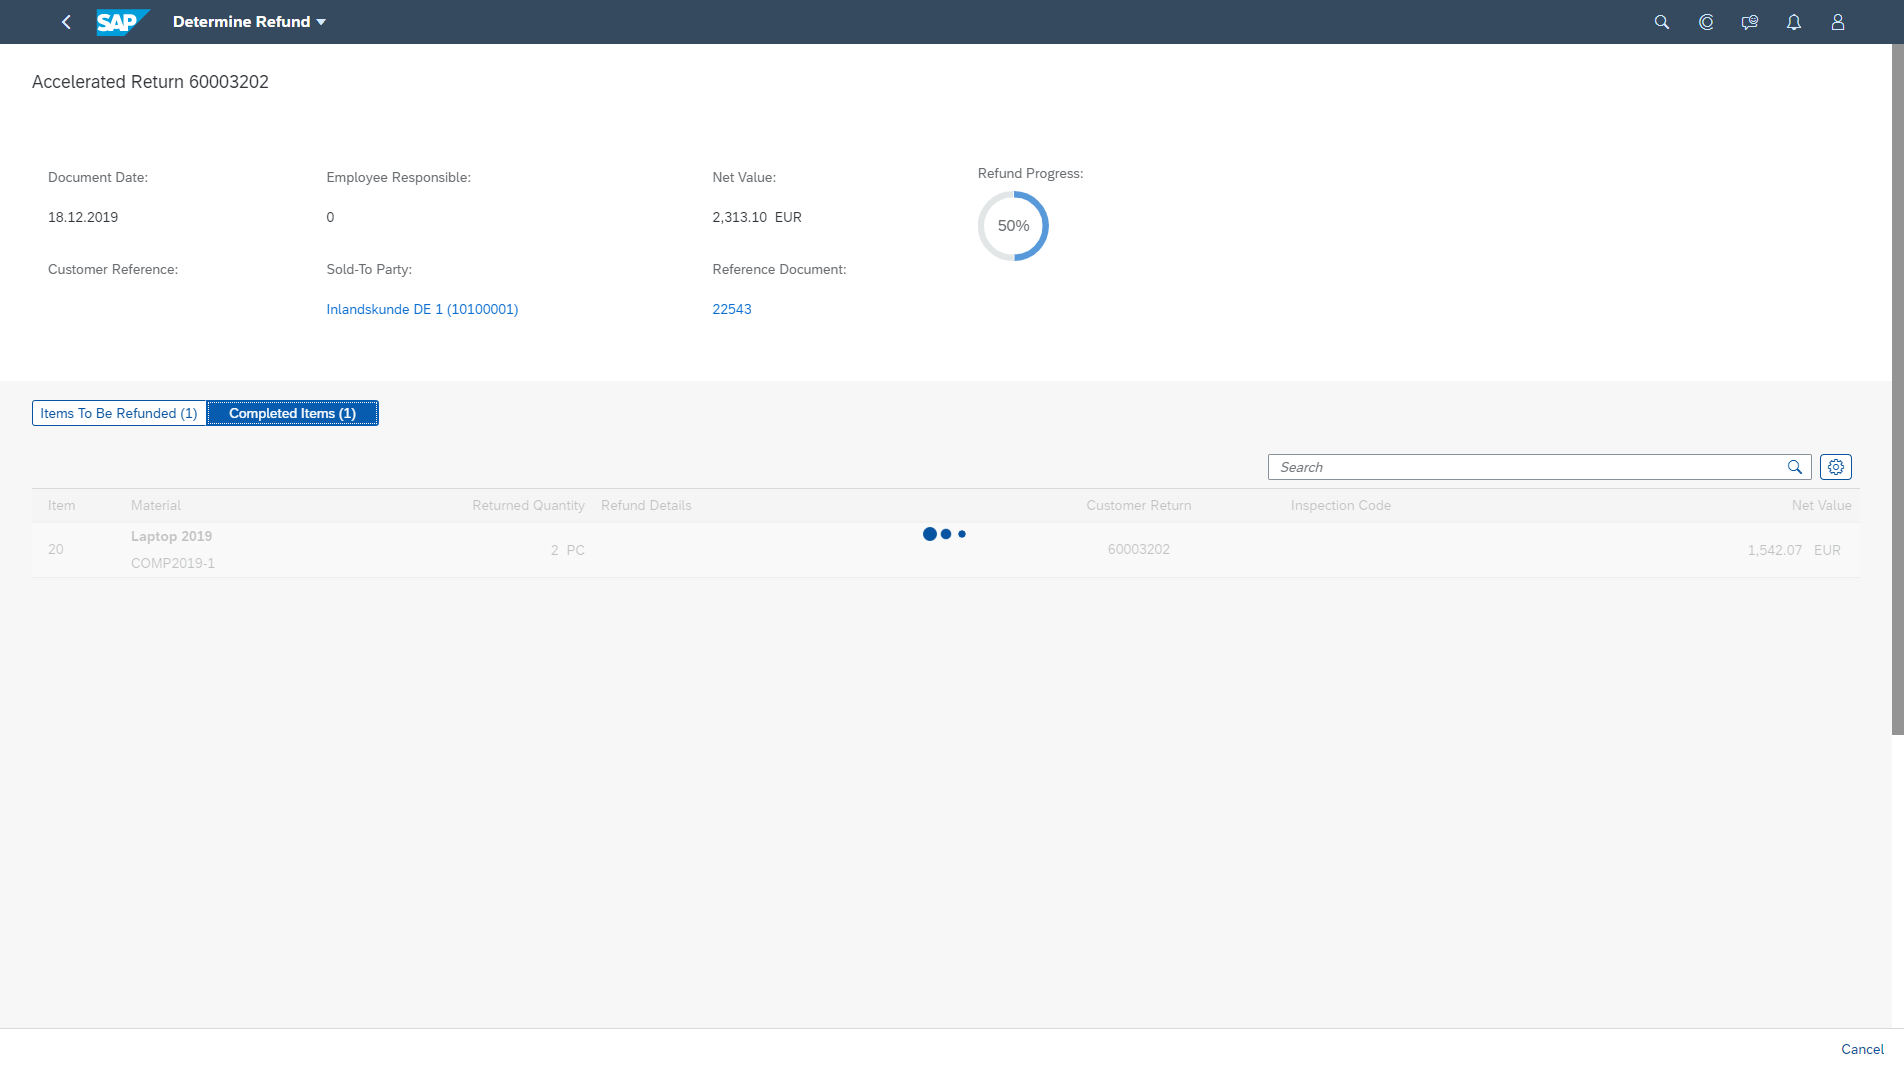 SAP Determine Refund
Accelerated Return 60003202
Document Date: Employee Responsible: Net Value: Refund Progress:
18.12.2019 0 2,313.10 EUR 50%
Customer Reference: Sold-To Party: Reference Document:
Inlandskunde DE 1 (10100001) 22543
Items To Be Refunded (1) Completed Items (1)
Search
Item Material Returned Quantity Refund Details Customer Return Inspection Code Net Value
Laptop 2019
20 2 PC 60003202 1,542.07 EUR
COMP2019-1
Cancel